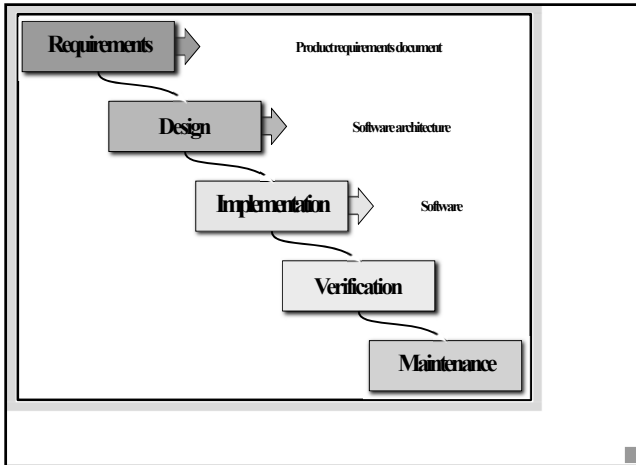 Requirements
Product requirements document
Design
Software architecture
Implementation
Software
Verification
Maintenance